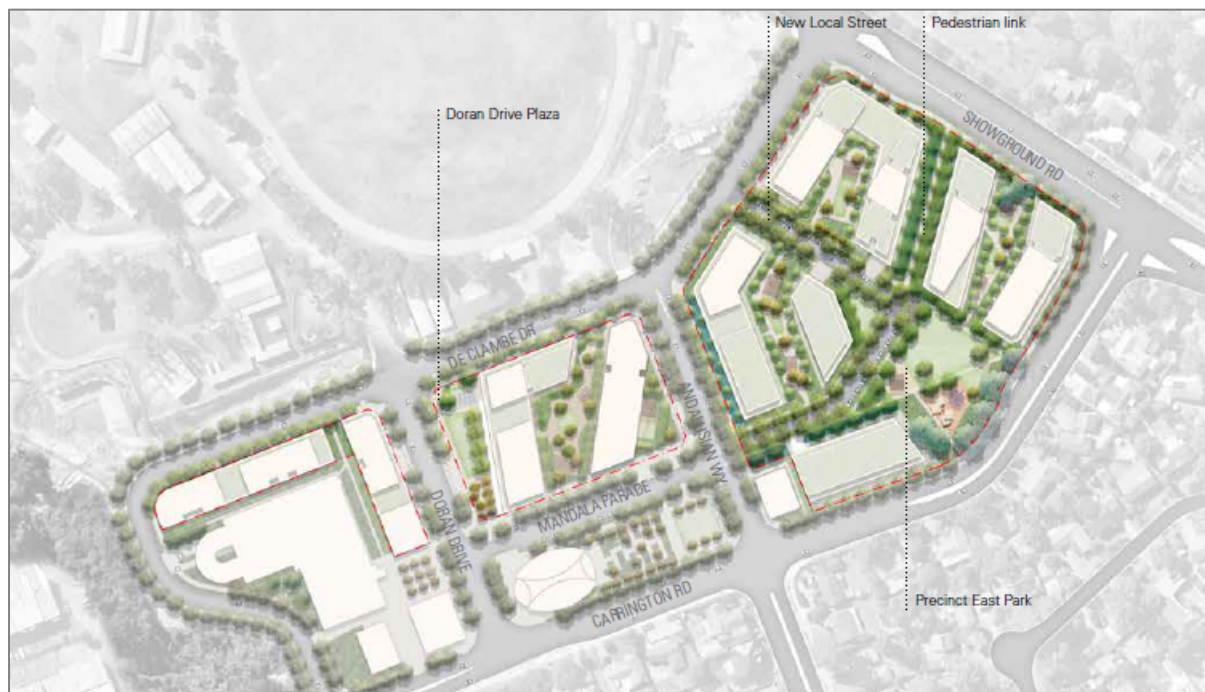 New Local Street
Pedestrian link
Doran Drive Plaza
SHOWGROUND RD
DE CLAMBE DR
ANDALUSIAN WY
MANDALA PARADE
DORAN DRIVE
CARRINGTON RD
Precinct East Park